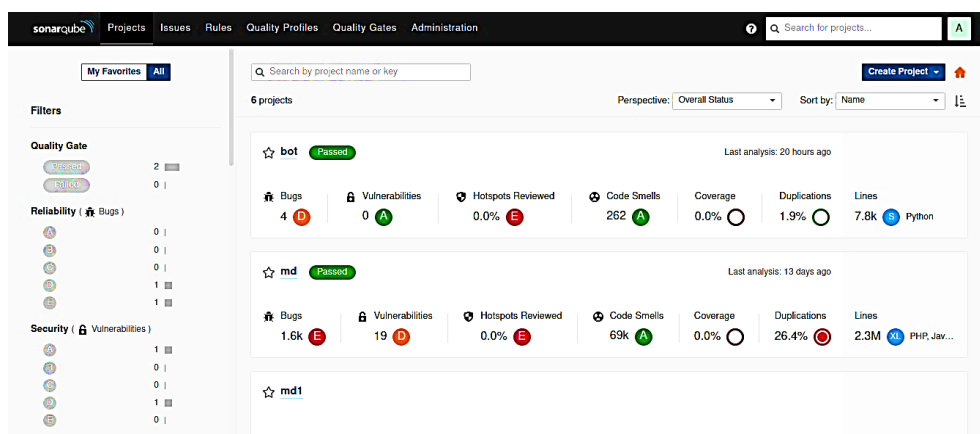 sonarqube Projects Issues Rules Quality Profiles Quality Gates Administration ? Search for projects... A
My Favorites All
Filters
Quality Gate
Passed 2
Failed 0
Reliability ( Bugs )
A 0
B 0
C 0
D 1
E 1
Security ( Vulnerabilities )
A 1
B 0
C 0
D 1
E 0
Search by project name or key
Create Project
6 projects
Perspective: Overall Status
Sort by: Name
bot Passed
Last analysis: 20 hours ago
Bugs Vulnerabilities Hotspots Reviewed Code Smells Coverage Duplications Lines
4 D 0 A 0.0% E 262 A 0.0% 1.9% 7.8k S Python
md Passed
Last analysis: 13 days ago
Bugs Vulnerabilities Hotspots Reviewed Code Smells Coverage Duplications Lines
1.6k E 19 D 0.0% E 69k A 0.0% 26.4% 2.3M XL PHP, Jav...
md1